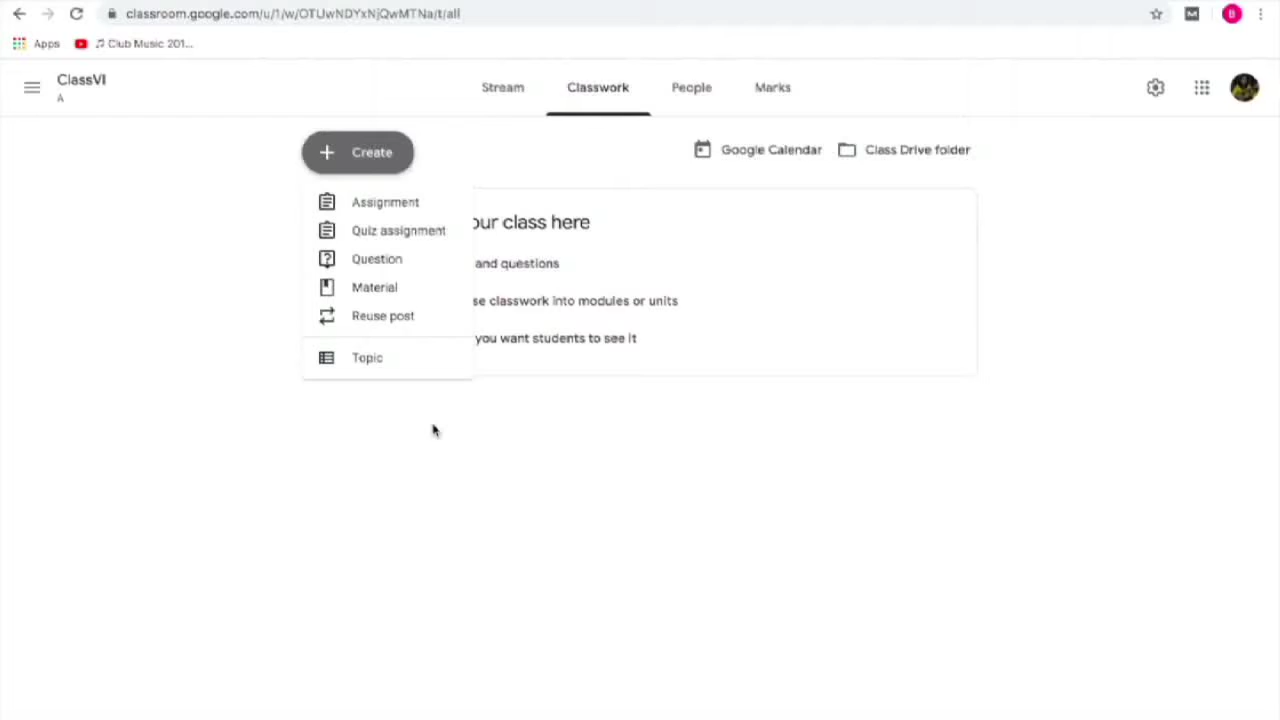 classroom.google.com/u/1/w/OTUwNDYxNjQwMTNa/t/all
Apps
Club Music 201...
ClassVI
A
Stream
Classwork
People
Marks
Create
Google Calendar
Class Drive folder
Assignment
Quiz assignment
Question
Material
Reuse post
Topic
our class here
and questions
se classwork into modules or units
you want students to see it
B
M